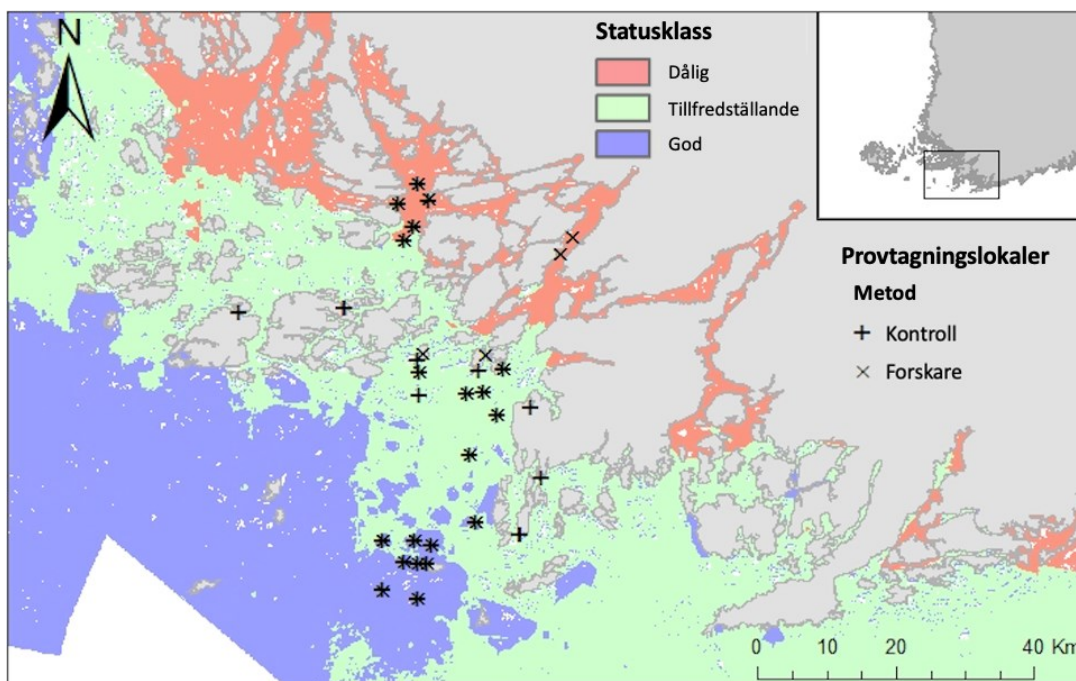 N
Statusklass
Dålig
Tillfredställande
God
Provtagningslokaler
Metod
Kontroll
Forskare
0 10 20 40 Km